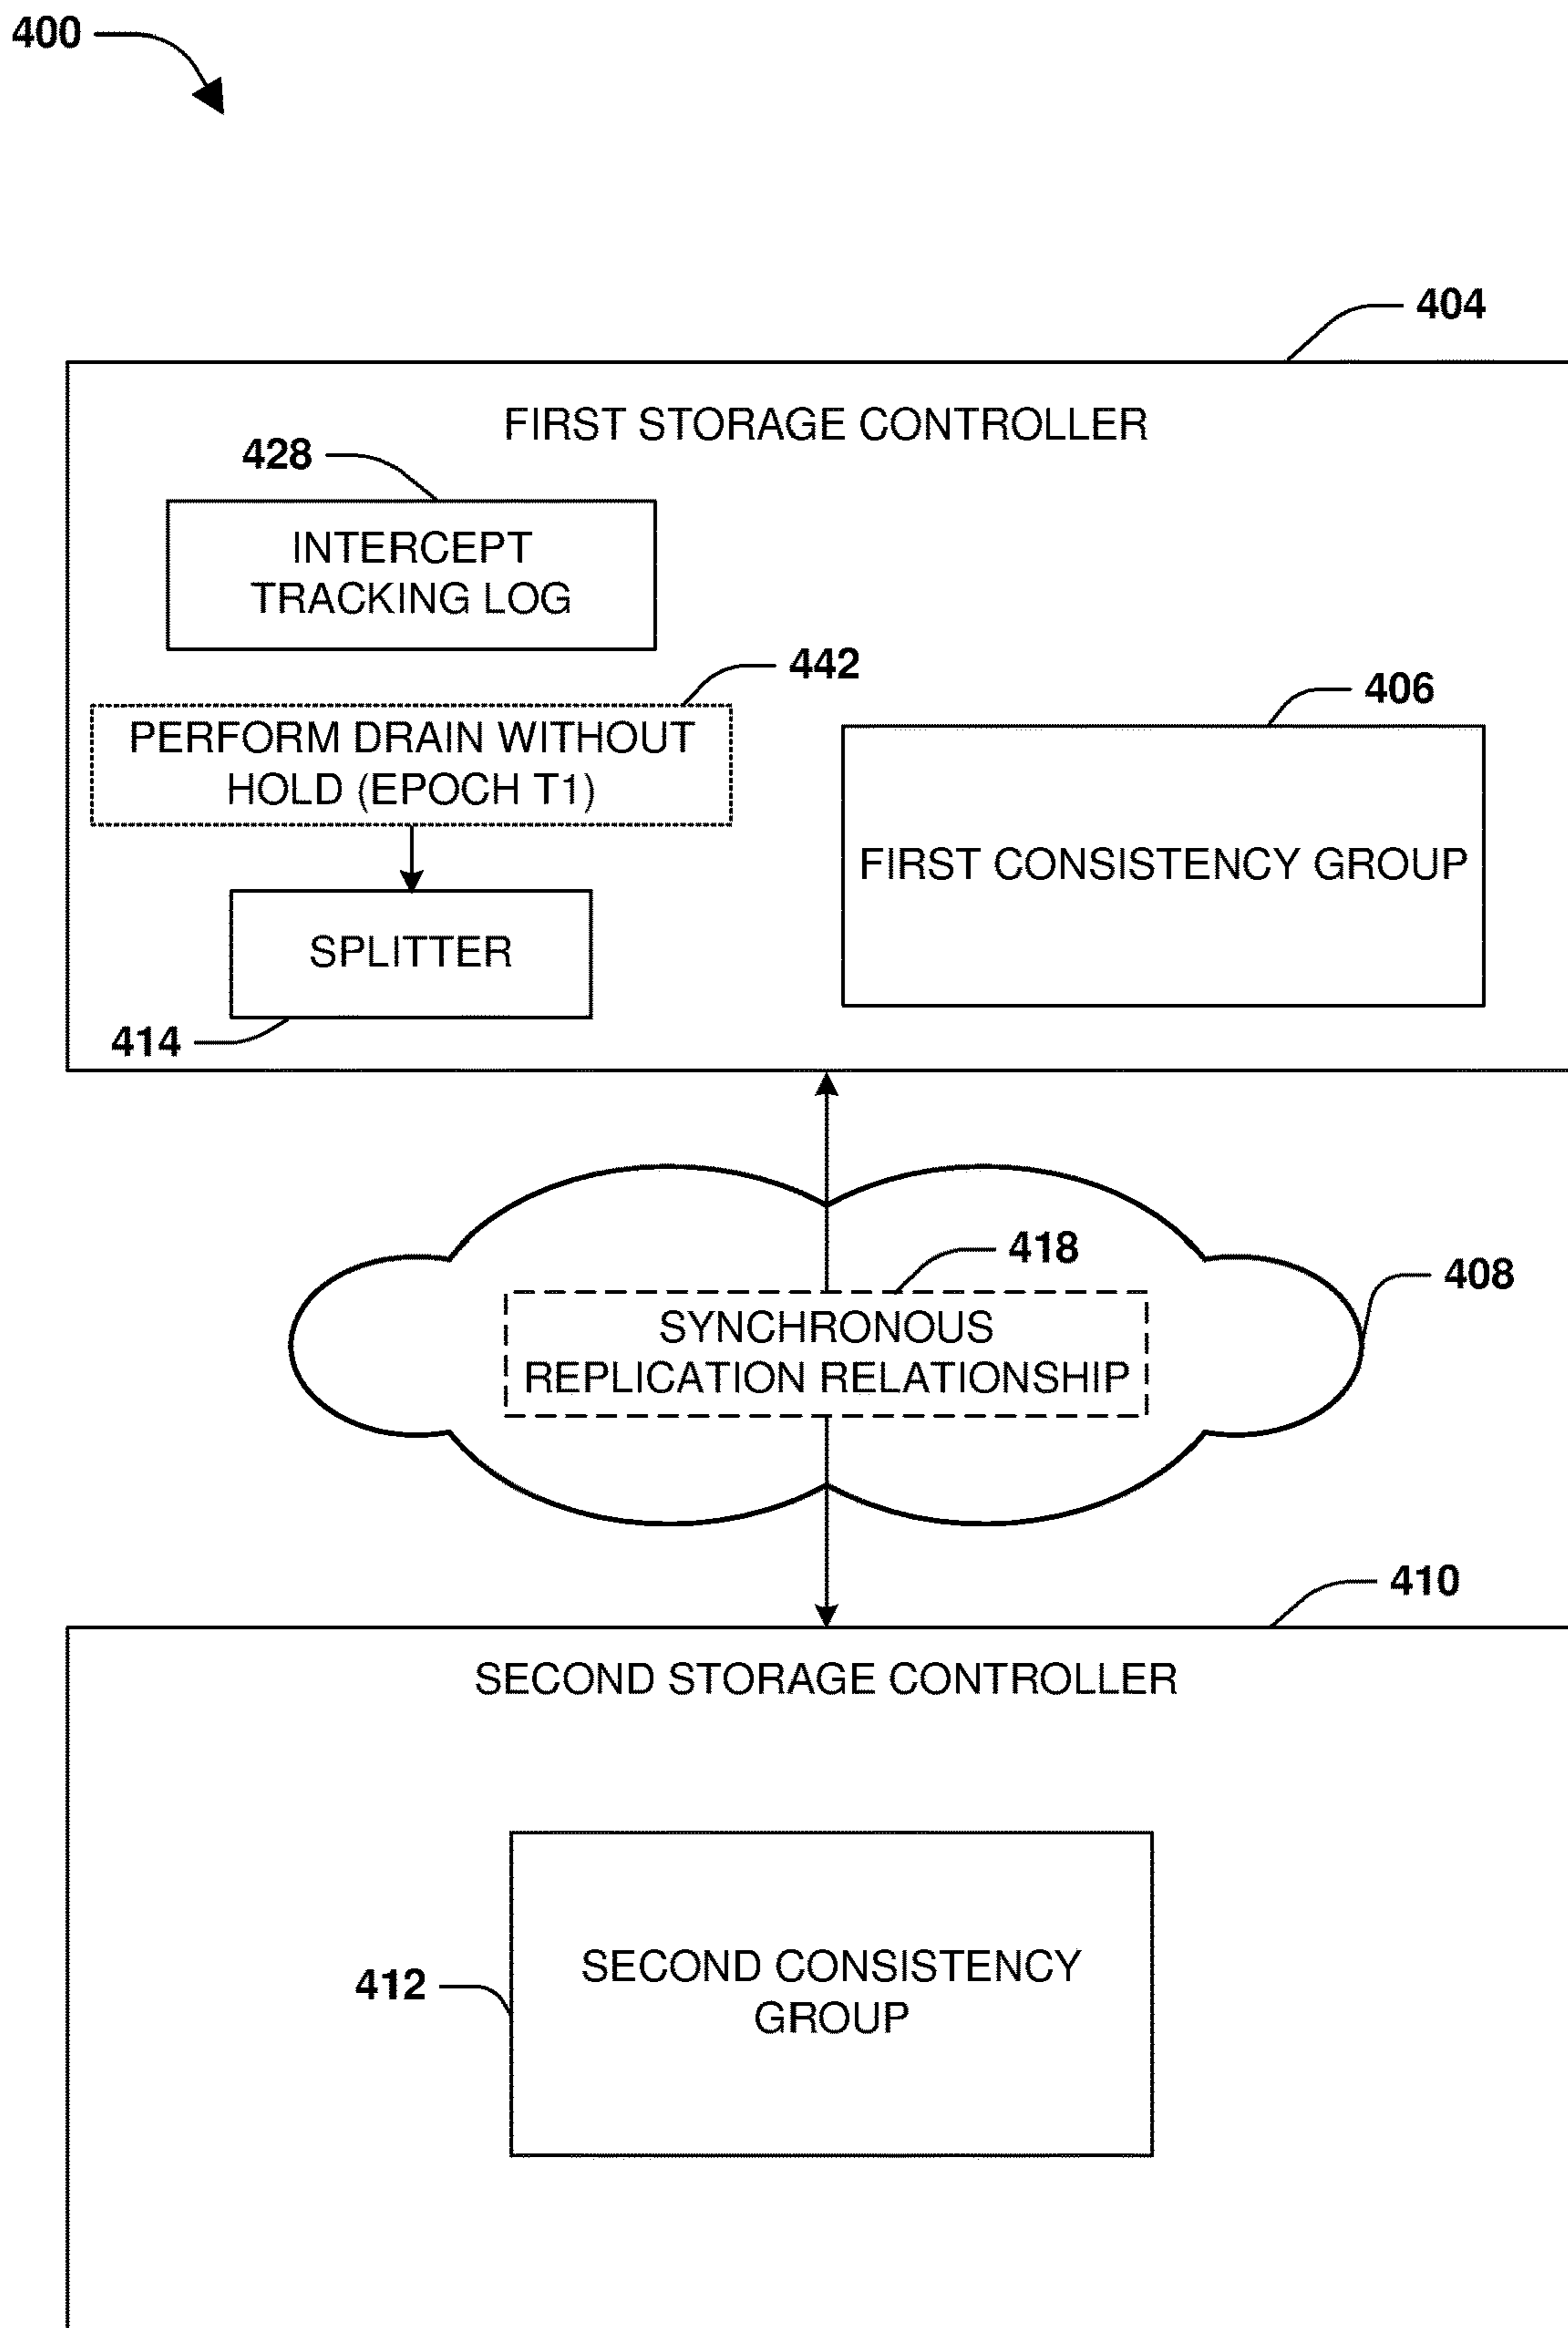 400
404
FIRST STORAGE CONTROLLER
428
INTERCEPT
TRACKING LOG
442
PERFORM DRAIN WITHOUT
HOLD (EPOCH T1)
406
FIRST CONSISTENCY GROUP
SPLITTER
414
418
408
SYNCHRONOUS
REPLICATION RELATIONSHIP
410
SECOND STORAGE CONTROLLER
412
SECOND CONSISTENCY
GROUP